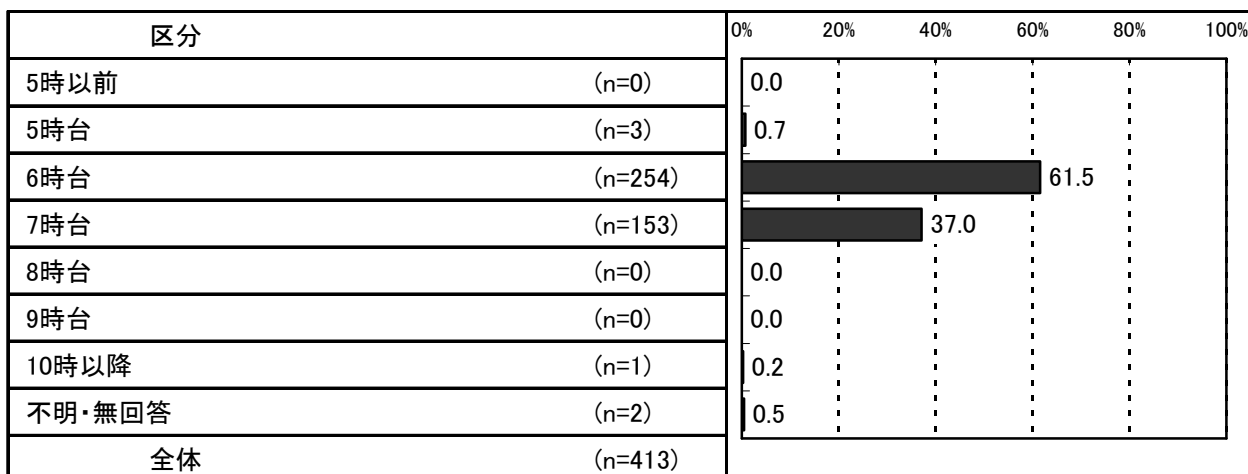 区分 0% 20% 40% 60% 80% 100%
5時以前 (n=0) 0.0
5時台 (n=3) 0.7
6時台 (n=254) 61.5
7時台 (n=153) 37.0
8時台 (n=0) 0.0
9時台 (n=0) 0.0
10時以降 (n=1) 0.2
不明・無回答 (n=2) 0.5
全体 (n=413)